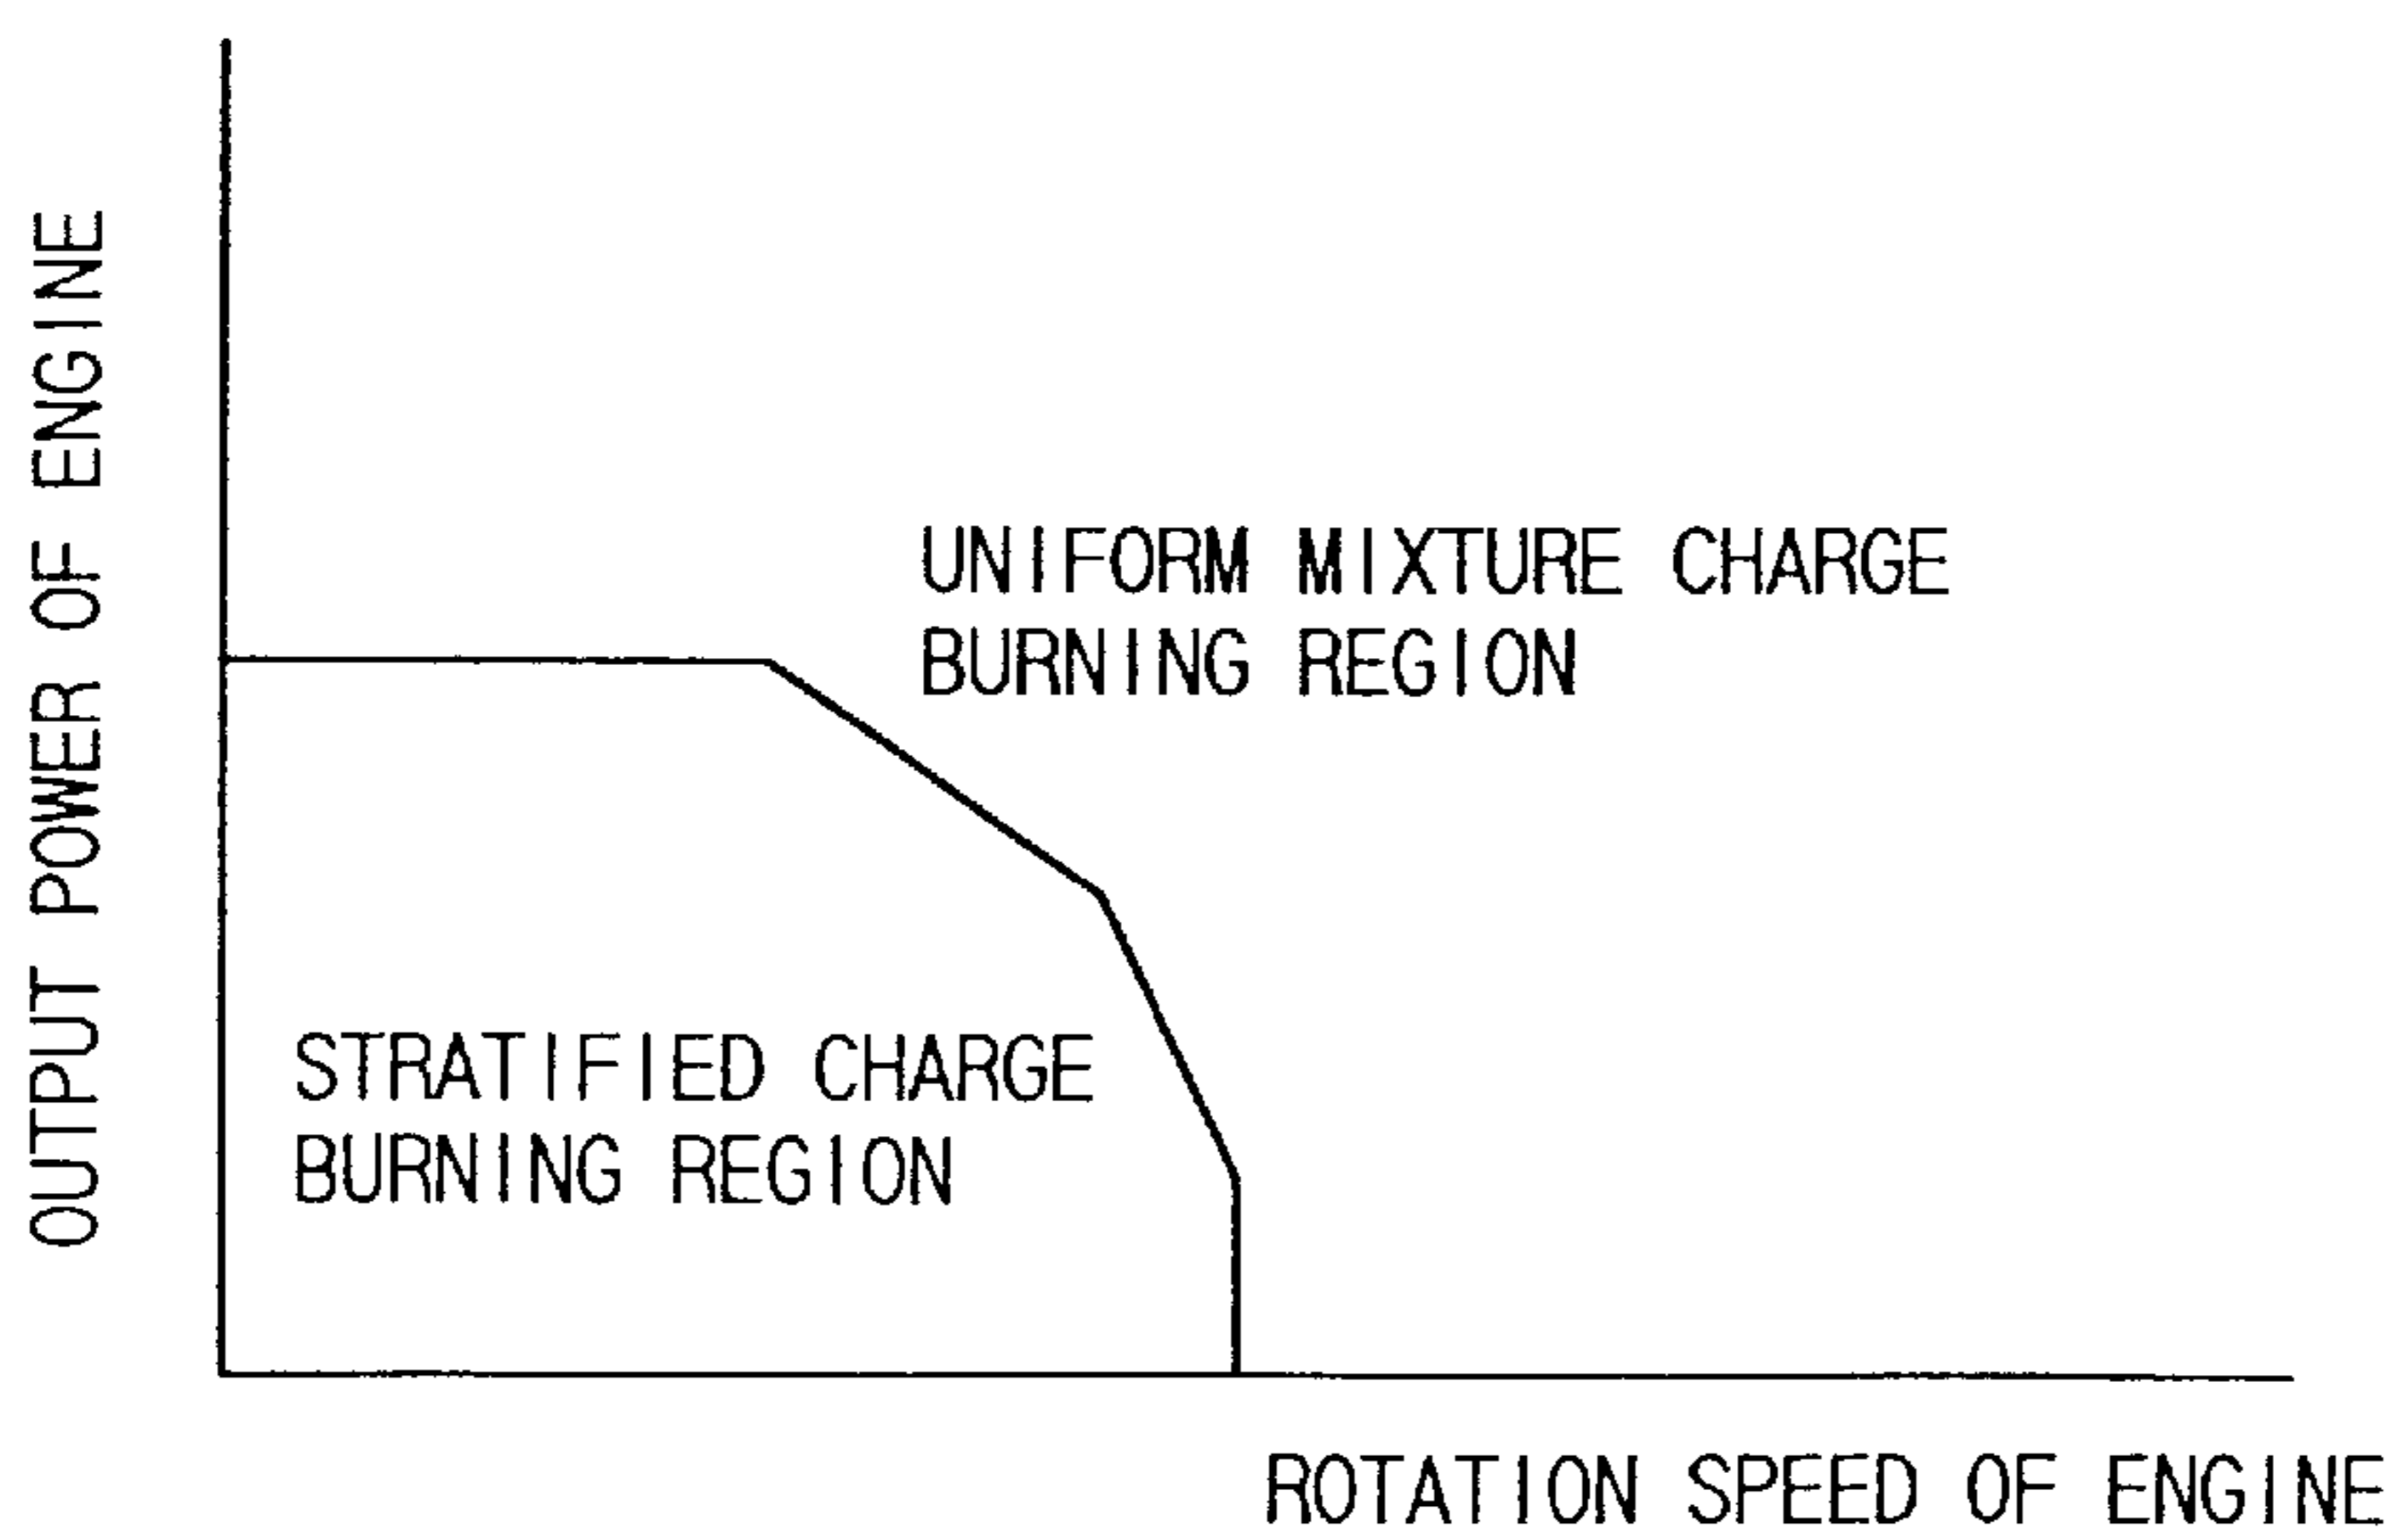 OUTPUT POWER OF ENGINE
UNIFORM MIXTURE CHARGE
BURNING REGION
STRATIFIED CHARGE
BURNING REGION
ROTATION SPEED OF ENGINE